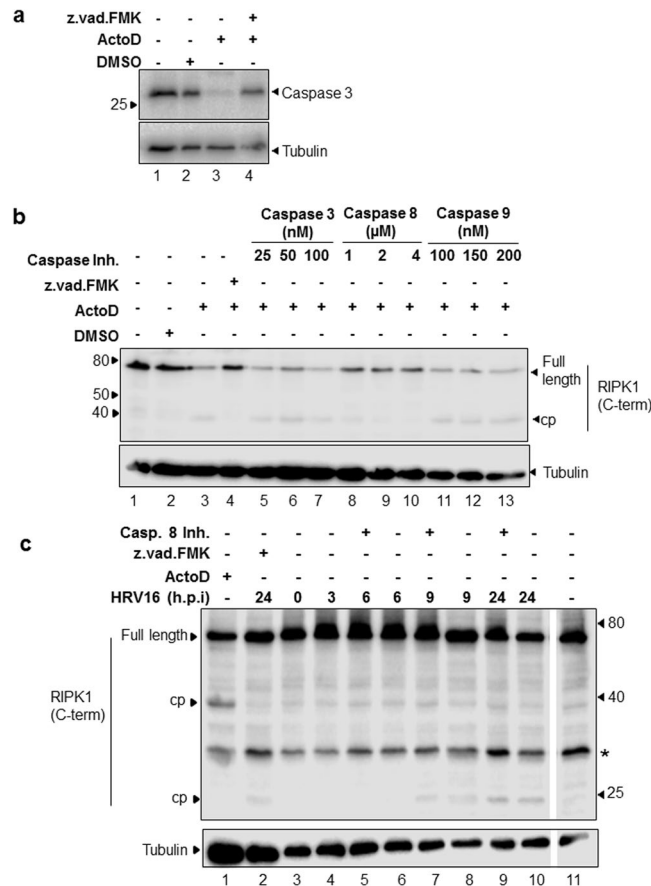 a
z.vad.FMK - - - +
ActoD - - + +
DMSO - + - -
Caspase 3
25
Tubulin
1 2 3 4
b
Caspase 3 (nM) Caspase 8 (µM) Caspase 9 (nM)
Caspase Inh. - - - - 25 50 100 1 2 4 100 150 200
z.vad.FMK - - - + - - - - - - - - -
ActoD - - + + + + + + + + + + +
DMSO - + - - - - - - - - - - -
80
50
40
Full length
cp
RIPK1 (C-term)
Tubulin
1 2 3 4 5 6 7 8 9 10 11 12 13
c
Casp. 8 Inh. - - - - + - + - + - -
z.vad.FMK - + - - - - - - - - -
ActoD + - - - - - - - - - -
HRV16 (h.p.i) - 24 0 3 6 6 9 9 24 24 -
Full length
RIPK1 (C-term)
cp
cp
80
40
*
25
Tubulin
1 2 3 4 5 6 7 8 9 10 11